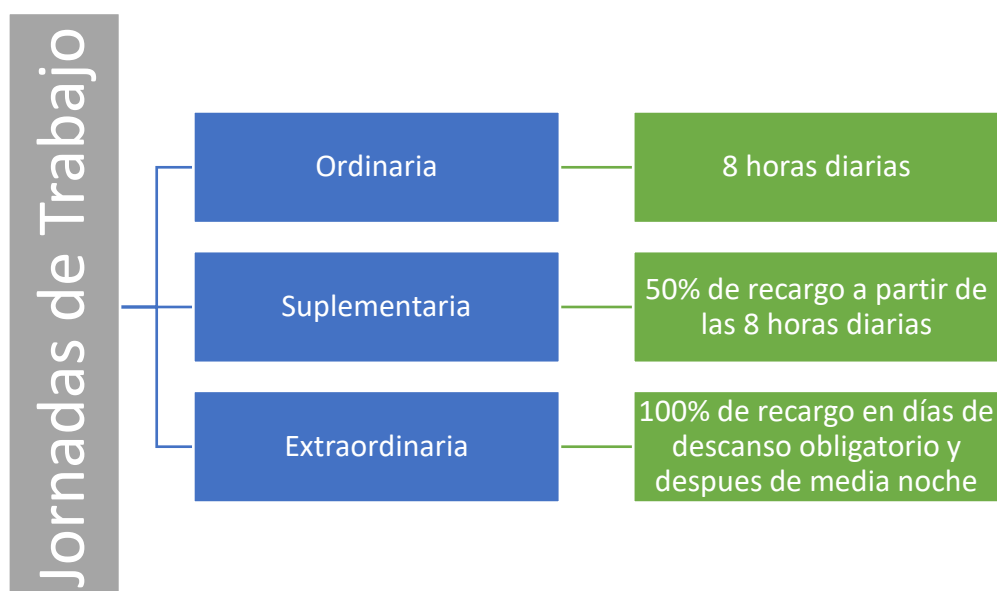 Jornadas de Trabajo
Ordinaria
8 horas diarias
Suplementaria
50% de recargo a partir de
las 8 horas diarias
Extraordinaria
100% de recargo en días de
descanso obligatorio y
despues de media noche